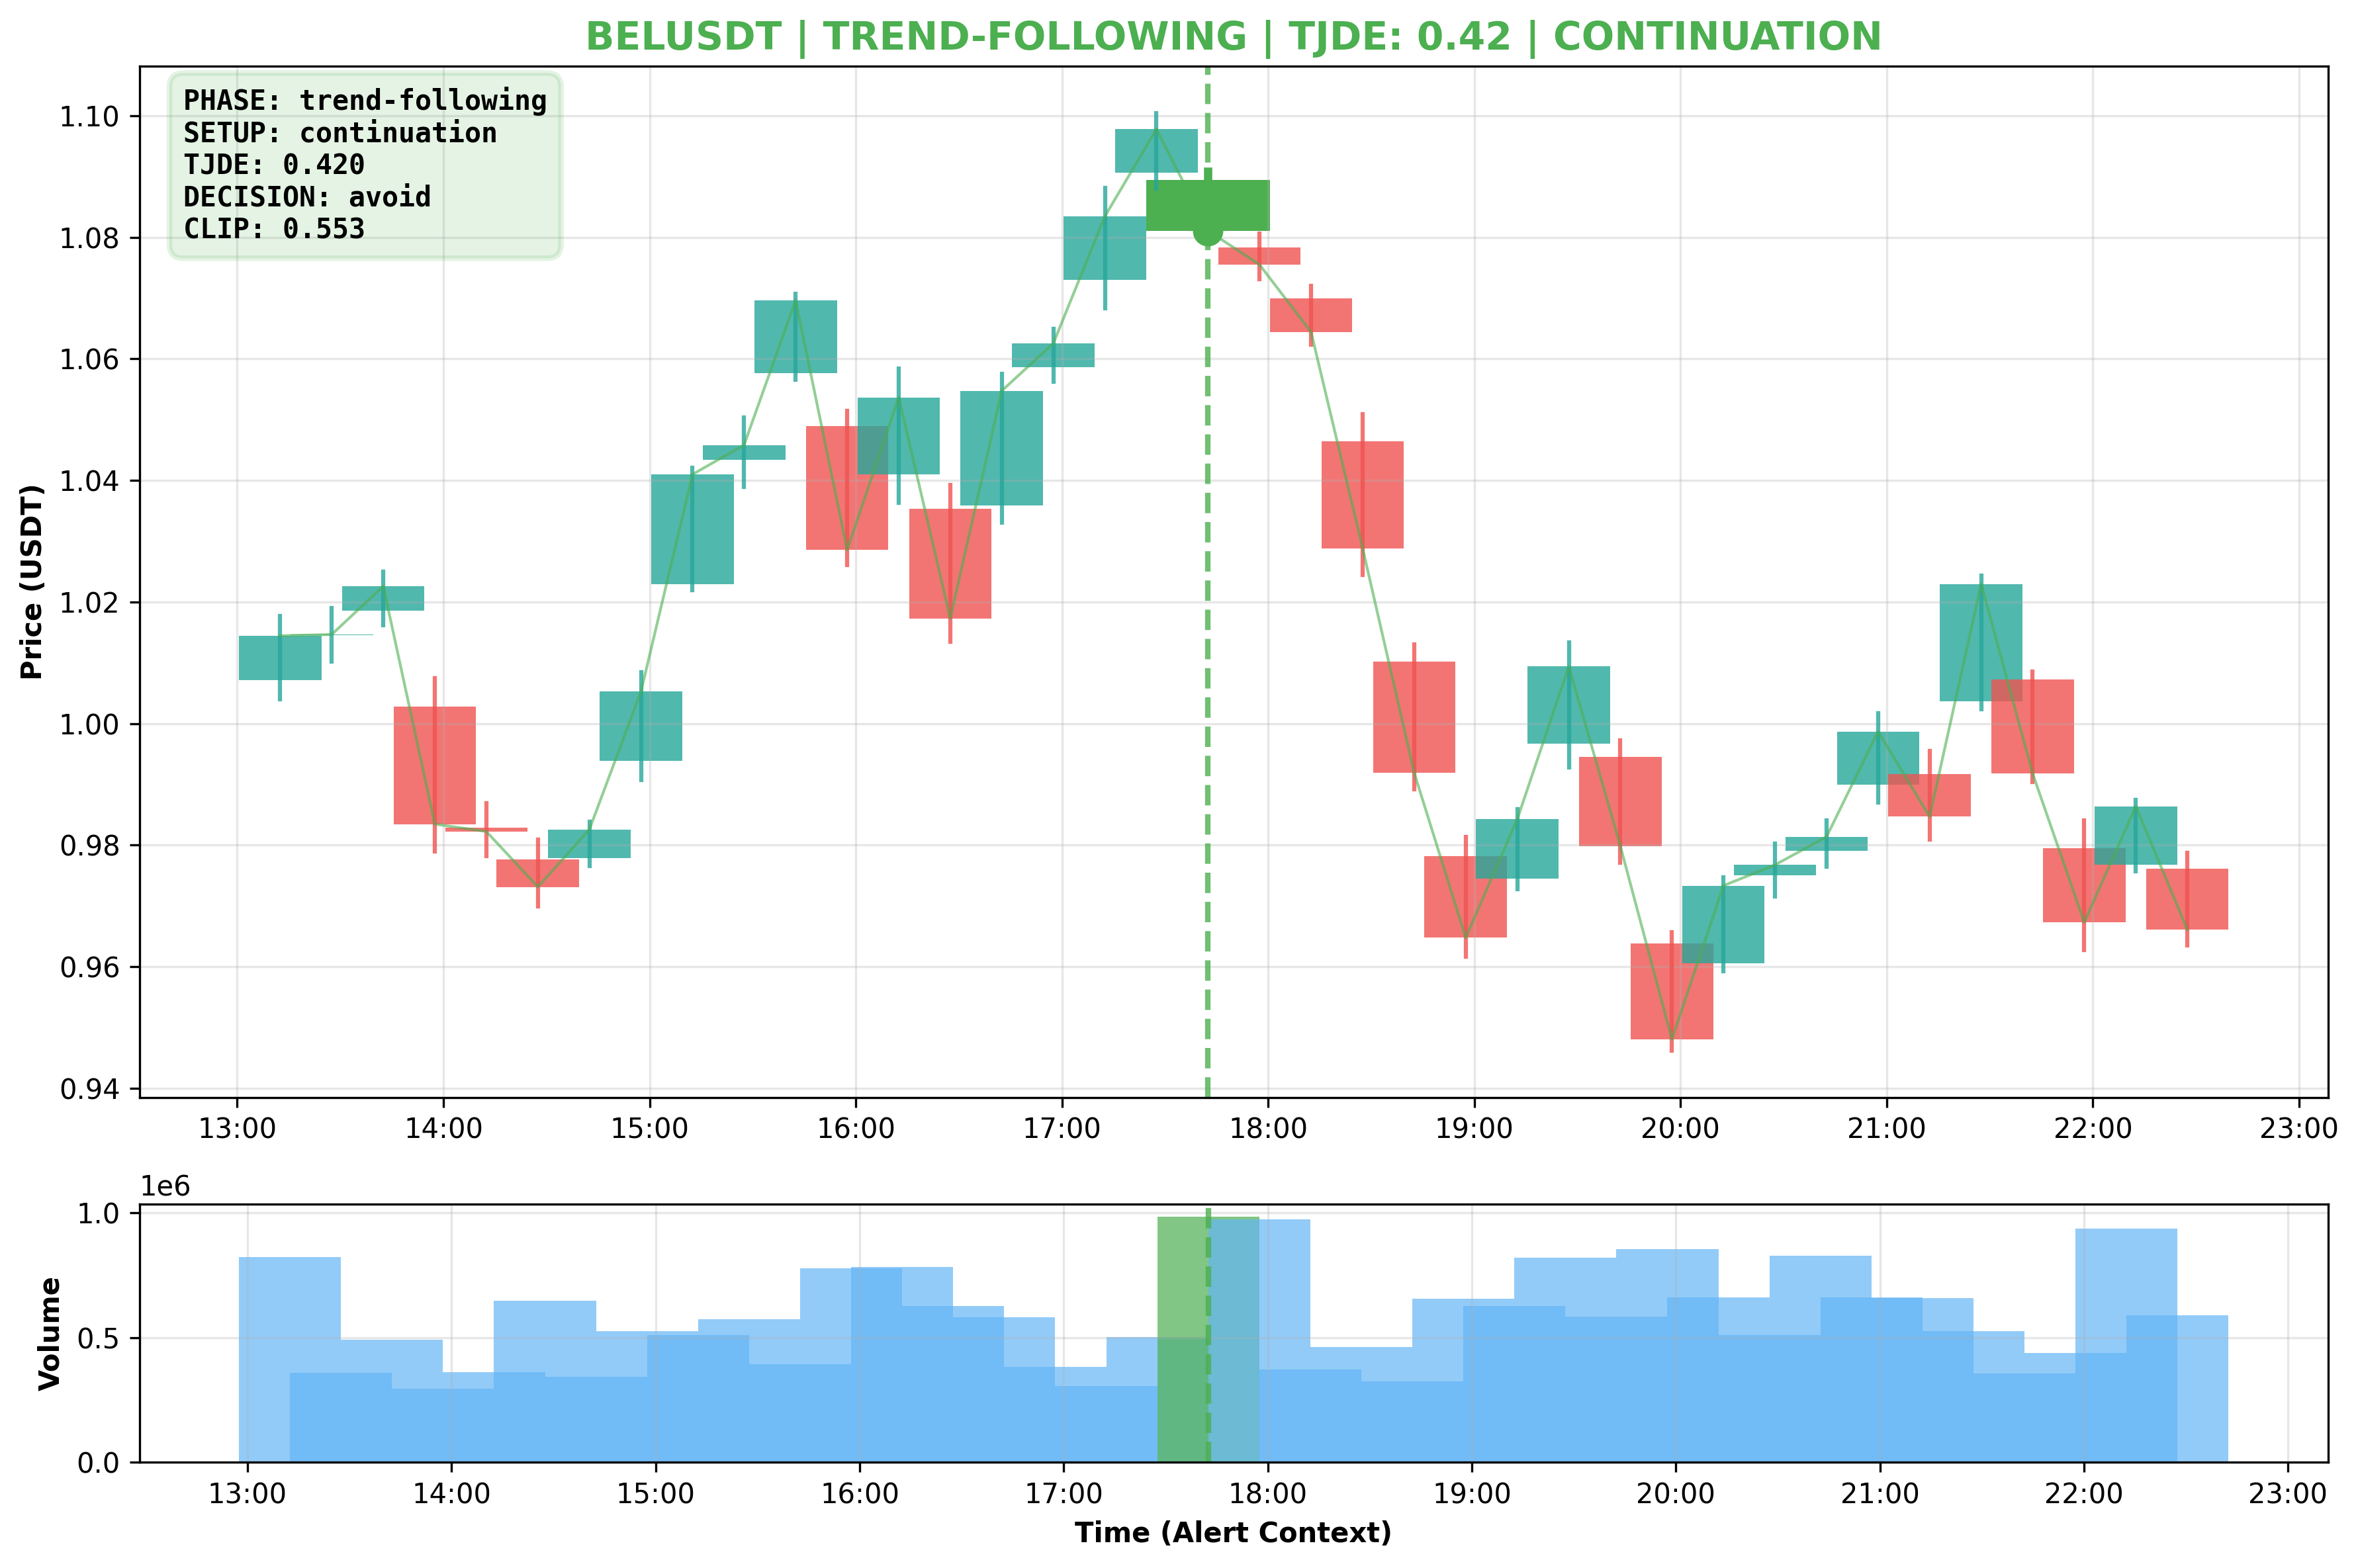 BELUSDT | TREND-FOLLOWING | TJDE: 0.42 | CONTINUATION
PHASE: trend-following
SETUP: continuation
TJDE: 0.420
DECISION: avoid
CLIP: 0.553
Price (USDT)
1.10
1.08
1.06
1.04
1.02
1.00
0.98
0.96
0.94
13:00 14:00 15:00 16:00 17:00 18:00 19:00 20:00 21:00 22:00 23:00
1e6
Volume
1.0
0.5
0.0
13:00 14:00 15:00 16:00 17:00 18:00 19:00 20:00 21:00 22:00 23:00
Time (Alert Context)